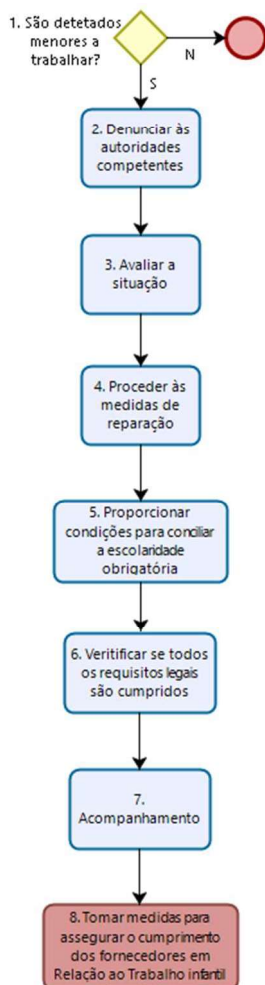 1. São detetados
menores a
trabalhar?
N
S
2. Denunciar às
autoridades
competentes
3. Avaliar a
situação
4. Proceder às
medidas de
reparação
5. Proporcionar
condições para conciliar
a escolaridade
obrigatória
6. Veritificar se todos
os requisitos legais
são cumpridos
7.
Acompanhamento
8. Tomar medidas para
assegurar o cumprimento
dos fornecedores em
Relação ao Trabalho infantil